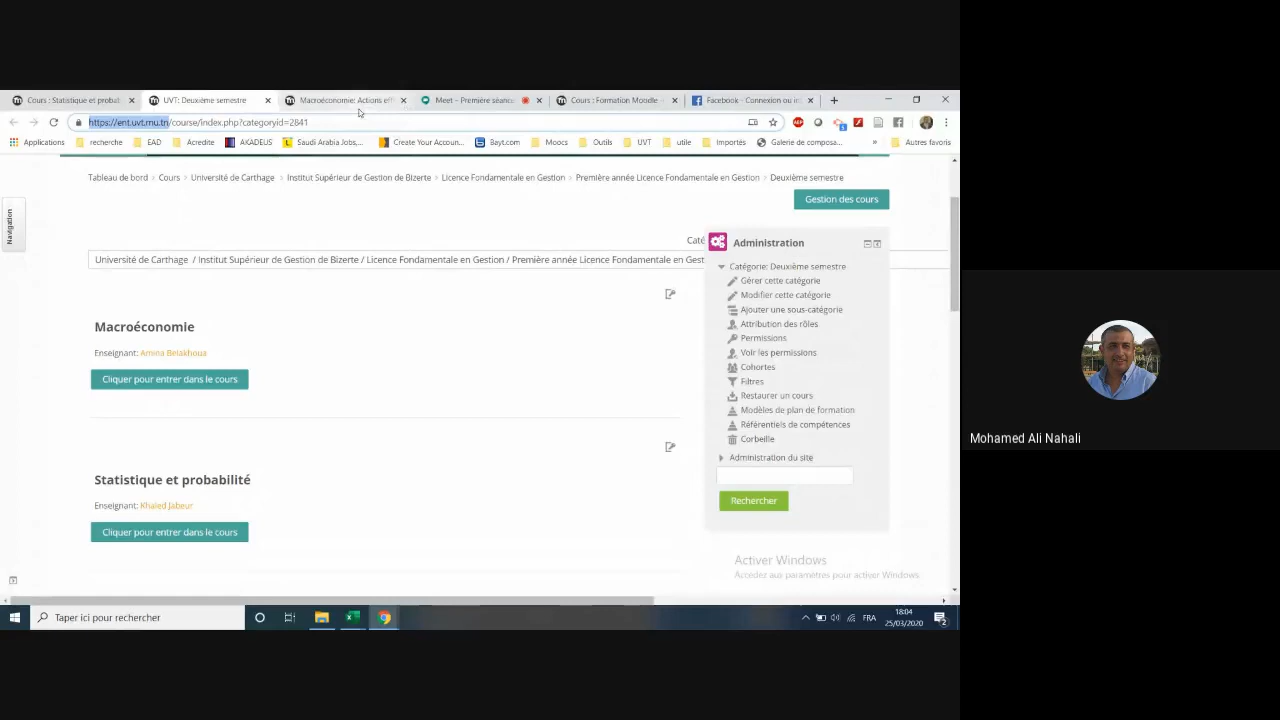 Cours : Statistique et probab
UVT: Deuxième semestre
Macroéconomie: Actions eff
Meet – Première séance
Cours : Formation Moodle –
Facebook - Connexion ou in
https://ent.uvt.rnu.tn/course/index.php?categoryid=2841
Applications
recherche
EAD
Acredite
AKADEUS
Saudi Arabia Jobs,...
Create Your Accoun...
Bayt.com
Moocs
Outils
UVT
utile
Importés
Galerie de composa...
»
Autres favoris
Tableau de bord > Cours > Université de Carthage > Institut Supérieur de Gestion de Bizerte > Licence Fondamentale en Gestion > Première année Licence Fondamentale en Gestion > Deuxième semestre
Gestion des cours
Navigation
Caté
Université de Carthage / Institut Supérieur de Gestion de Bizerte / Licence Fondamentale en Gestion / Première année Licence Fondamentale en Gest
Macroéconomie
Enseignant: Amina Belakhoua
Cliquer pour entrer dans le cours
Statistique et probabilité
Enseignant: Khaled Jabeur
Cliquer pour entrer dans le cours
Administration
Catégorie: Deuxième semestre
Gérer cette catégorie
Modifier cette catégorie
Ajouter une sous-catégorie
Attribution des rôles
Permissions
Voir les permissions
Cohortes
Filtres
Restaurer un cours
Modèles de plan de formation
Référentiels de compétences
Corbeille
Administration du site
Rechercher
Activer Windows
Accédez aux paramètres pour activer Windows.
Taper ici pour rechercher
FRA
18:04
25/03/2020
2
Mohamed Ali Nahali